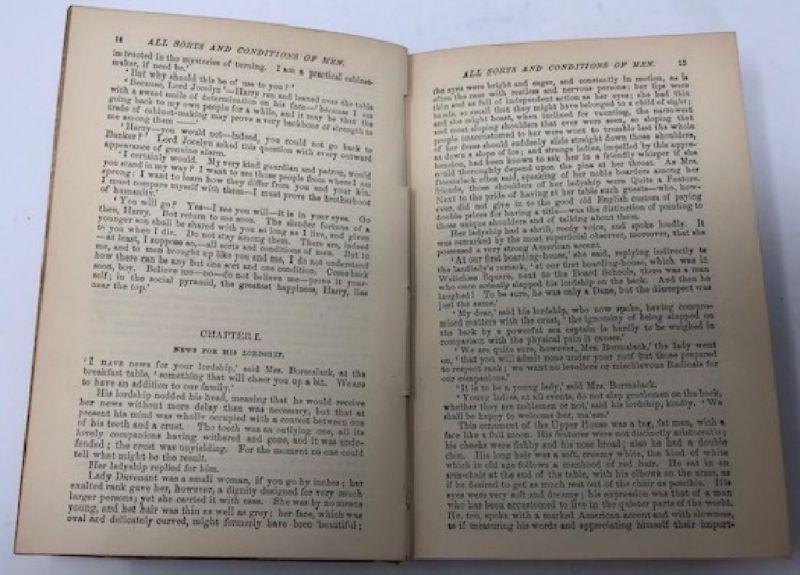 14 ALL SORTS AND CONDITIONS OF MEN.
instructed in the mysteries of turning. I am a practical cabinet-
maker, if need be.'
'But why should this be of use to you?'
'Because, Lord Jocelyn'—Harry ran and leaned over the table
with a sweet smile of determination on his face—'because I am
going back to my own people for a while, and it may be that the
trade of cabinet-making may prove a very backbone of strength to
me among them——'
'Harry—you would not—indeed, you could not go back to
Bunker?' Lord Jocelyn asked this question with every outward
appearance of genuine alarm.
'I certainly would. My very kind guardian and patron, would
you stand in my way? I want to see those people from whom I am
sprung: I want to learn how they differ from you and your kin.
I must compare myself with them—I must prove the brotherhood
of humanity.'
'You will go? Yes—I see you will—it is in your eyes. Go
then, Harry. But return to me soon. The slender fortune of a
younger son shall be shared with you so long as I live, and given
to you when I die. Do not stay among them. There are, indeed
—at least, I suppose so—all sorts and conditions of men. But to
me, and to men brought up like you and me, I do not understand
how there can be any but one sort and one condition. Come back
soon, boy. Believe me—no—do not believe me—prove it your-
self; in the social pyramid, the greatest happiness, Harry, lies
near the top.'
CHAPTER I.
NEWS FOR HIS LORDSHIP.
'I HAVE news for your lordship,' said Mrs. Bormalack, at the
breakfast table, 'something that will cheer you up a bit. We are
to have an addition to our family.'
His lordship nodded his head, meaning that he would receive
her news without more delay than was necessary, but that at
present his mind was wholly occupied with a contest between one
of his teeth and a crust. The tooth was an outlying one, all its
lovely companions having withered and gone, and it was unde-
fended; the crust was unyielding. For the moment no one could
tell what might be the result.
Her ladyship replied for him.
Lady Davenant was a small woman, if you go by inches; her
exalted rank gave her, however, a dignity designed for very much
larger persons; yet she carried it with ease. She was by no means
young, and her hair was thin as well as grey; her face, which was
oval and delicately curved, might formerly have been beautiful;
ALL SORTS AND CONDITIONS OF MEN. 15
the eyes were bright and eager, and constantly in motion, as is
often the case with restless and nervous persons; her lips were
thin and as full of independent action as her eyes; she had thin
hands, so small that they might have belonged to a child of eight;
and she might boast, when inclined for vaunting, the narrowest
and most sloping shoulders that ever were seen, so sloping that
people unaccustomed to her were wont to tremble lest the whole
of her dress should suddenly slide straight down those shoulders,
as down a slope of ice; and strange ladies, impelled by this appre-
hension, had been known to ask her in a friendly whisper if she
could thoroughly depend upon the pins at her throat. As Mrs.
Bormalack often said, speaking of her noble boarders among her
friends, those shoulders of her ladyship were Quite a Feature.
Next to the pride of having at her table such guests—who, how-
ever, did not give in to the good old English custom of paying
double prices for having a title—was the distinction of pointing to
those unique shoulders and of talking about them.
Her ladyship had a shrill, reedy voice, and spoke loudly. It
was remarked by the most superficial observer, moreover, that she
possessed a very strong American accent.
'At our first boarding-house,' she said, replying indirectly to
the landlady's remark, 'at our first boarding-house, which was in
Wellclose Square, next to the Board Schools, there was a man
who once actually slapped his lordship on the back. And then he
laughed! To be sure, he was only a Dane, but the disrespect was
just the same.'
'My dear,' said his lordship, who now spoke, having compro-
mised matters with the crust, 'the ignominy of being slapped on
the back by a powerful sea captain is hardly to be weighed in
comparison with the physical pain it causes.'
'We are quite sure, however, Mrs. Bormalack,' the lady went
on, 'that you will admit none under your roof but those prepared
to respect rank; we want no levellers or mischievous Radicals for
our companions.'
'It is to be a young lady,' said Mrs. Bormalack.
'Young ladies, at all events, do not slap gentlemen on the back,
whether they are noblemen or not,' said his lordship, kindly. 'We
shall be happy to welcome her, ma'am.'
This ornament of the Upper House was a big, fat man, with a
face like a full moon. His features were not distinctly aristocratic;
his cheeks were flabby and his nose broad; also he had a double
chin. His long hair was a soft, creamy white, the kind of white
which in old age follows a manhood of red hair. He sat in an
arm-chair at the end of the table, with his elbows on the arms, as
if he desired to get as much rest out of the chair as possible. His
eyes were very soft and dreamy; his expression was that of a man
who has been accustomed to live in the quieter parts of the world.
He, too, spoke with a marked American accent and with slowness,
as if measuring his words and appreciating himself their import-